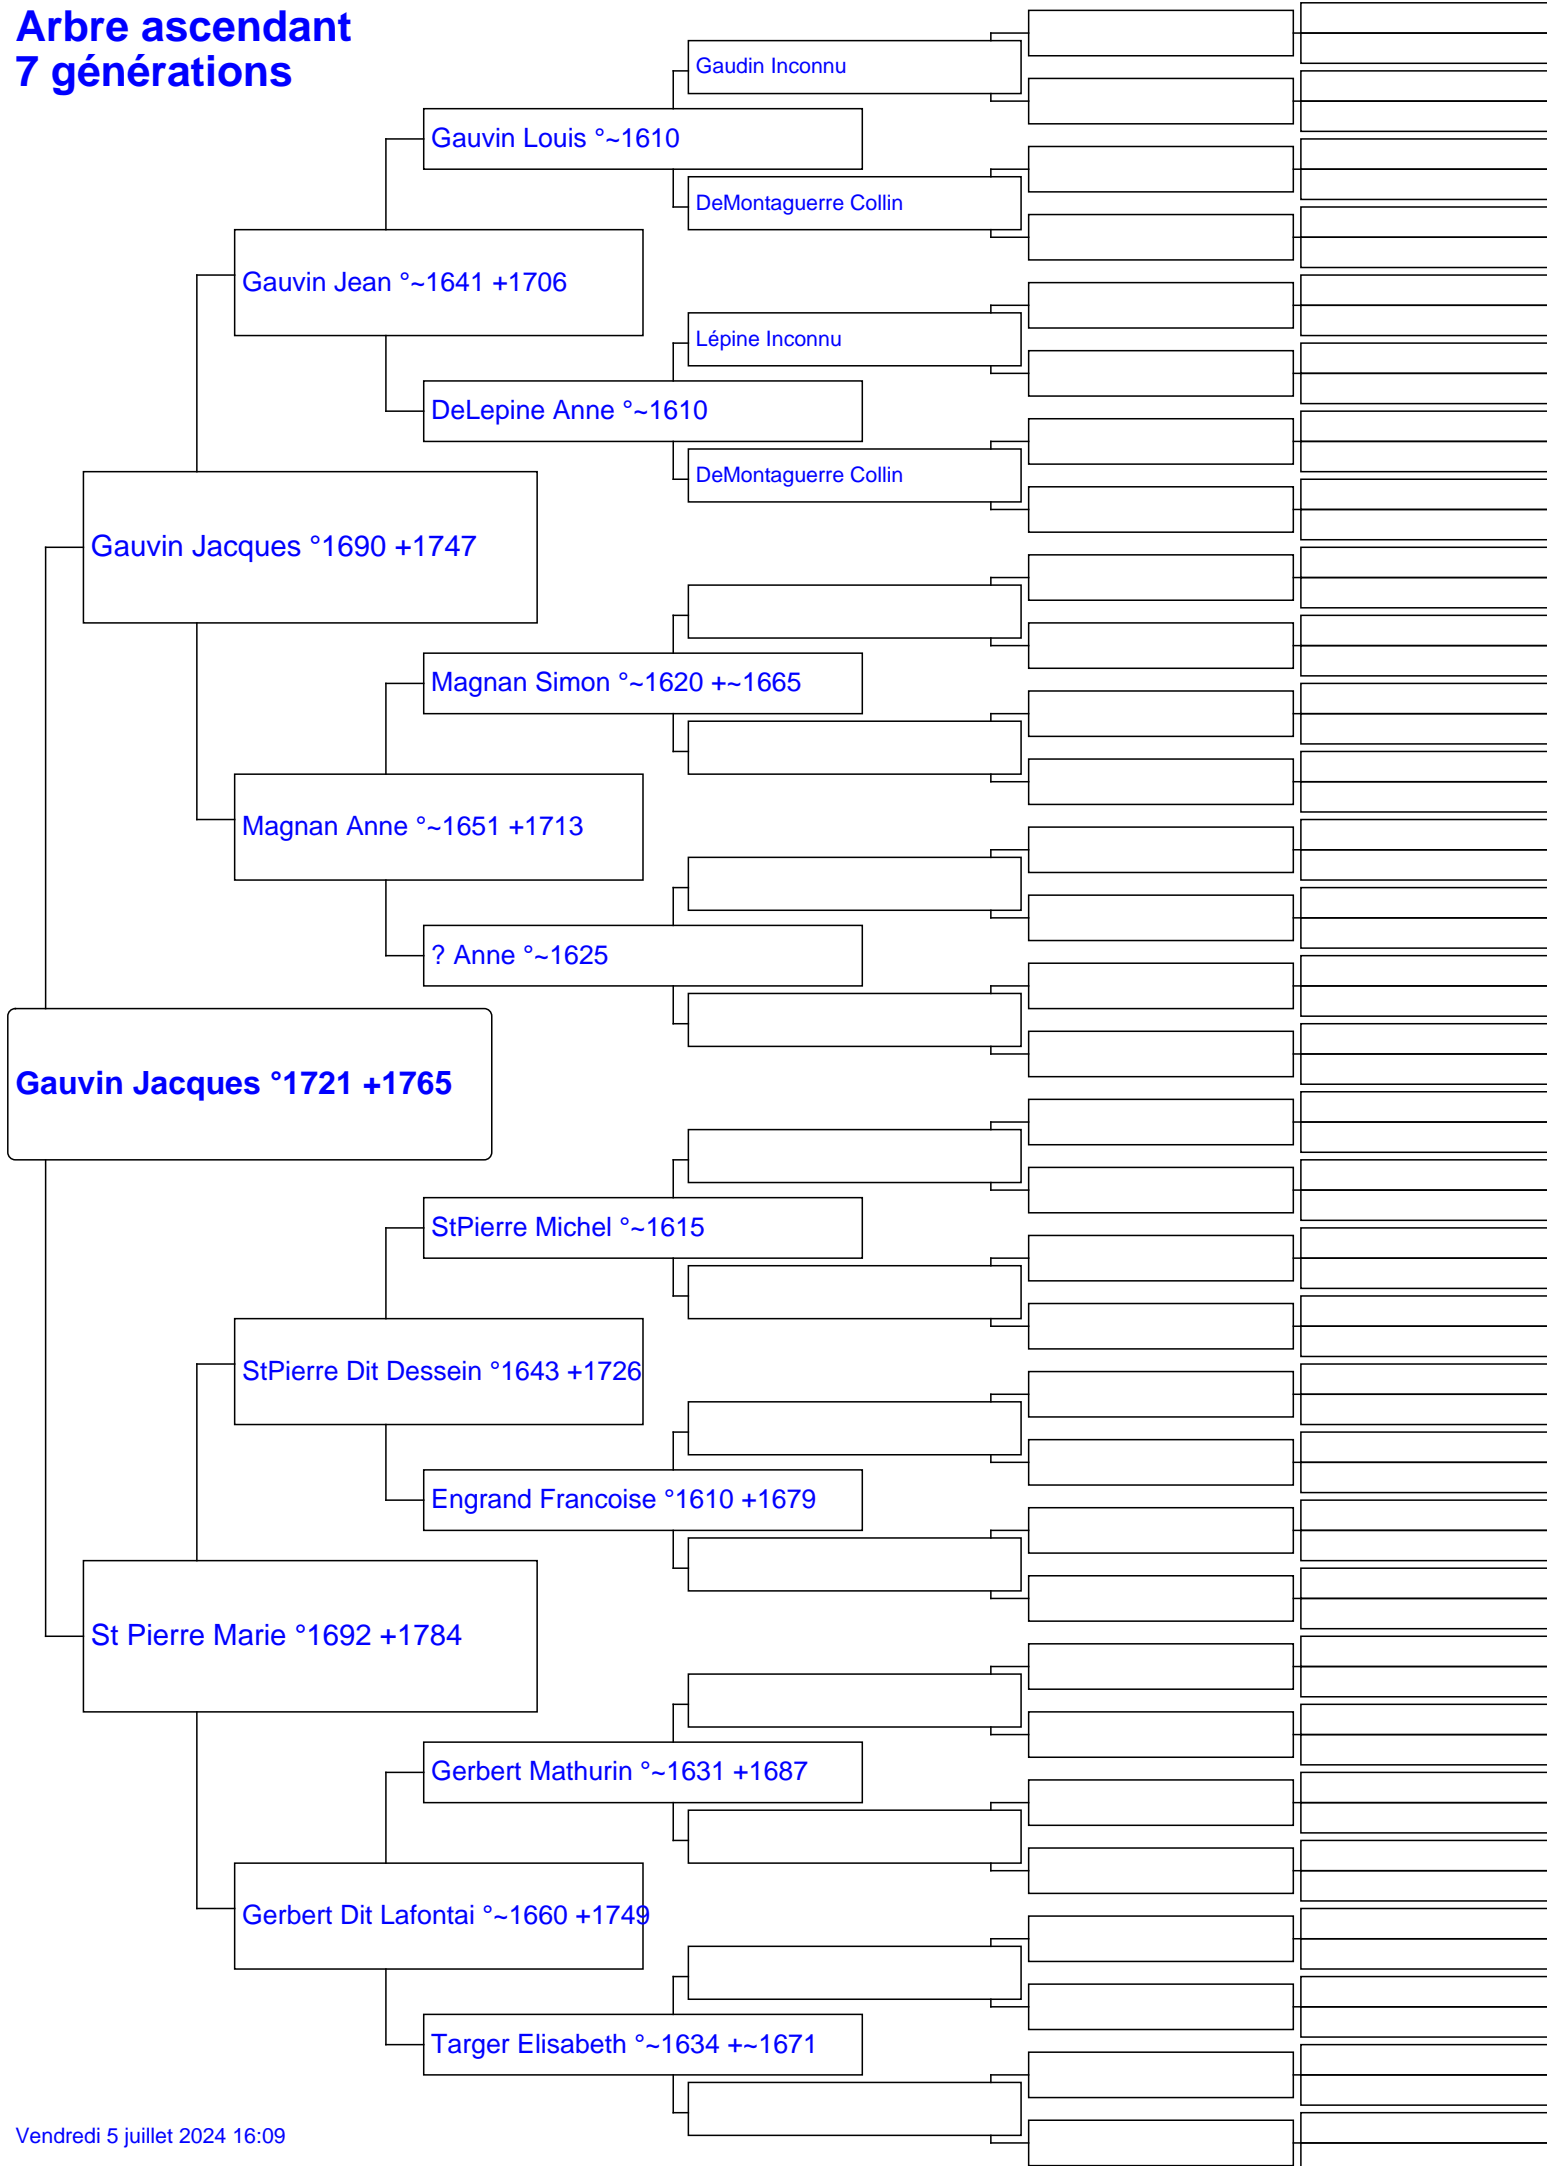 Arbre ascendant
7 générations
Gaudin Inconnu
Gauvin Louis °~1610
DeMontaguerre Collin
Gauvin Jean °~1641 +1706
Lépine Inconnu
DeLepine Anne °~1610
DeMontaguerre Collin
Gauvin Jacques °1690 +1747
Magnan Simon °~1620 +~1665
Magnan Anne °~1651 +1713
? Anne °~1625
Gauvin Jacques °1721 +1765
StPierre Michel °~1615
StPierre Dit Dessein °1643 +1726
Engrand Francoise °1610 +1679
St Pierre Marie °1692 +1784
Gerbert Mathurin °~1631 +1687
Gerbert Dit Lafontai °~1660 +1749
Targer Elisabeth °~1634 +~1671
Vendredi 5 juillet 2024 16:09